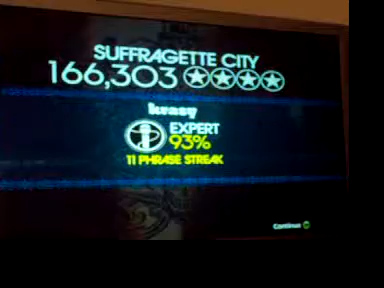 SUFFRAGETTE CITY
166,303
EXPERT
93%
11 PHRASE STREAK
Continue